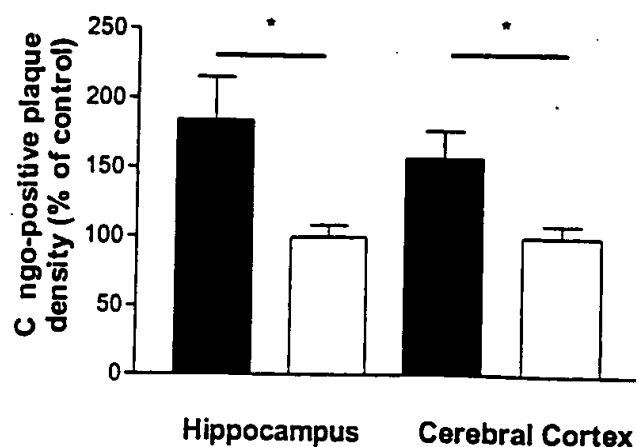 C ngo-positive plaque
density (% of control)
250
200
150
100
50
0
*
*
Hippocampus
Cerebral Cortex